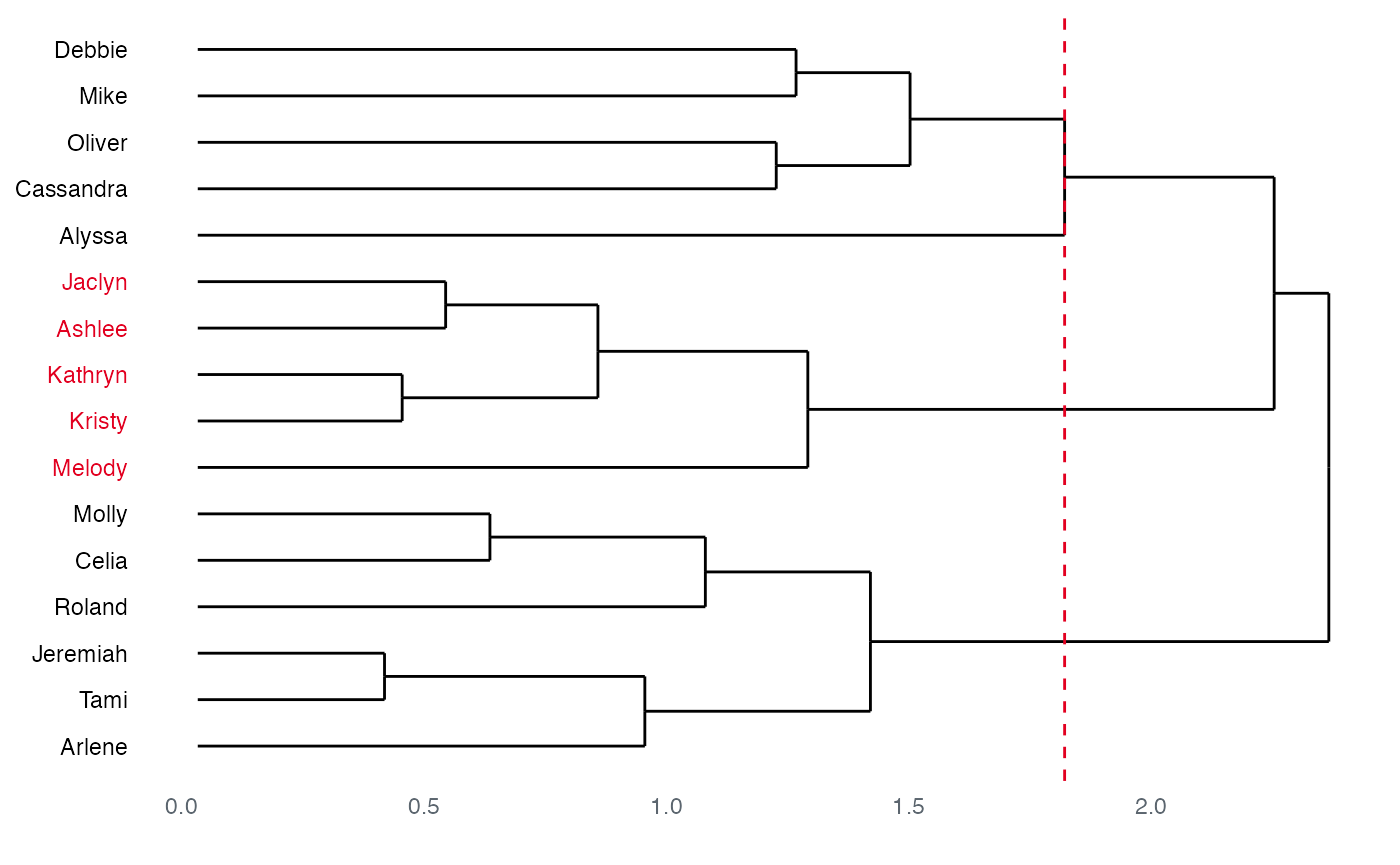 Debbie
Mike
Oliver
Cassandra
Alyssa
Jaclyn
Ashlee
Kathryn
Kristy
Melody
Molly
Celia
Roland
Jeremiah
Tami
Arlene
0.0 0.5 1.0 1.5 2.0